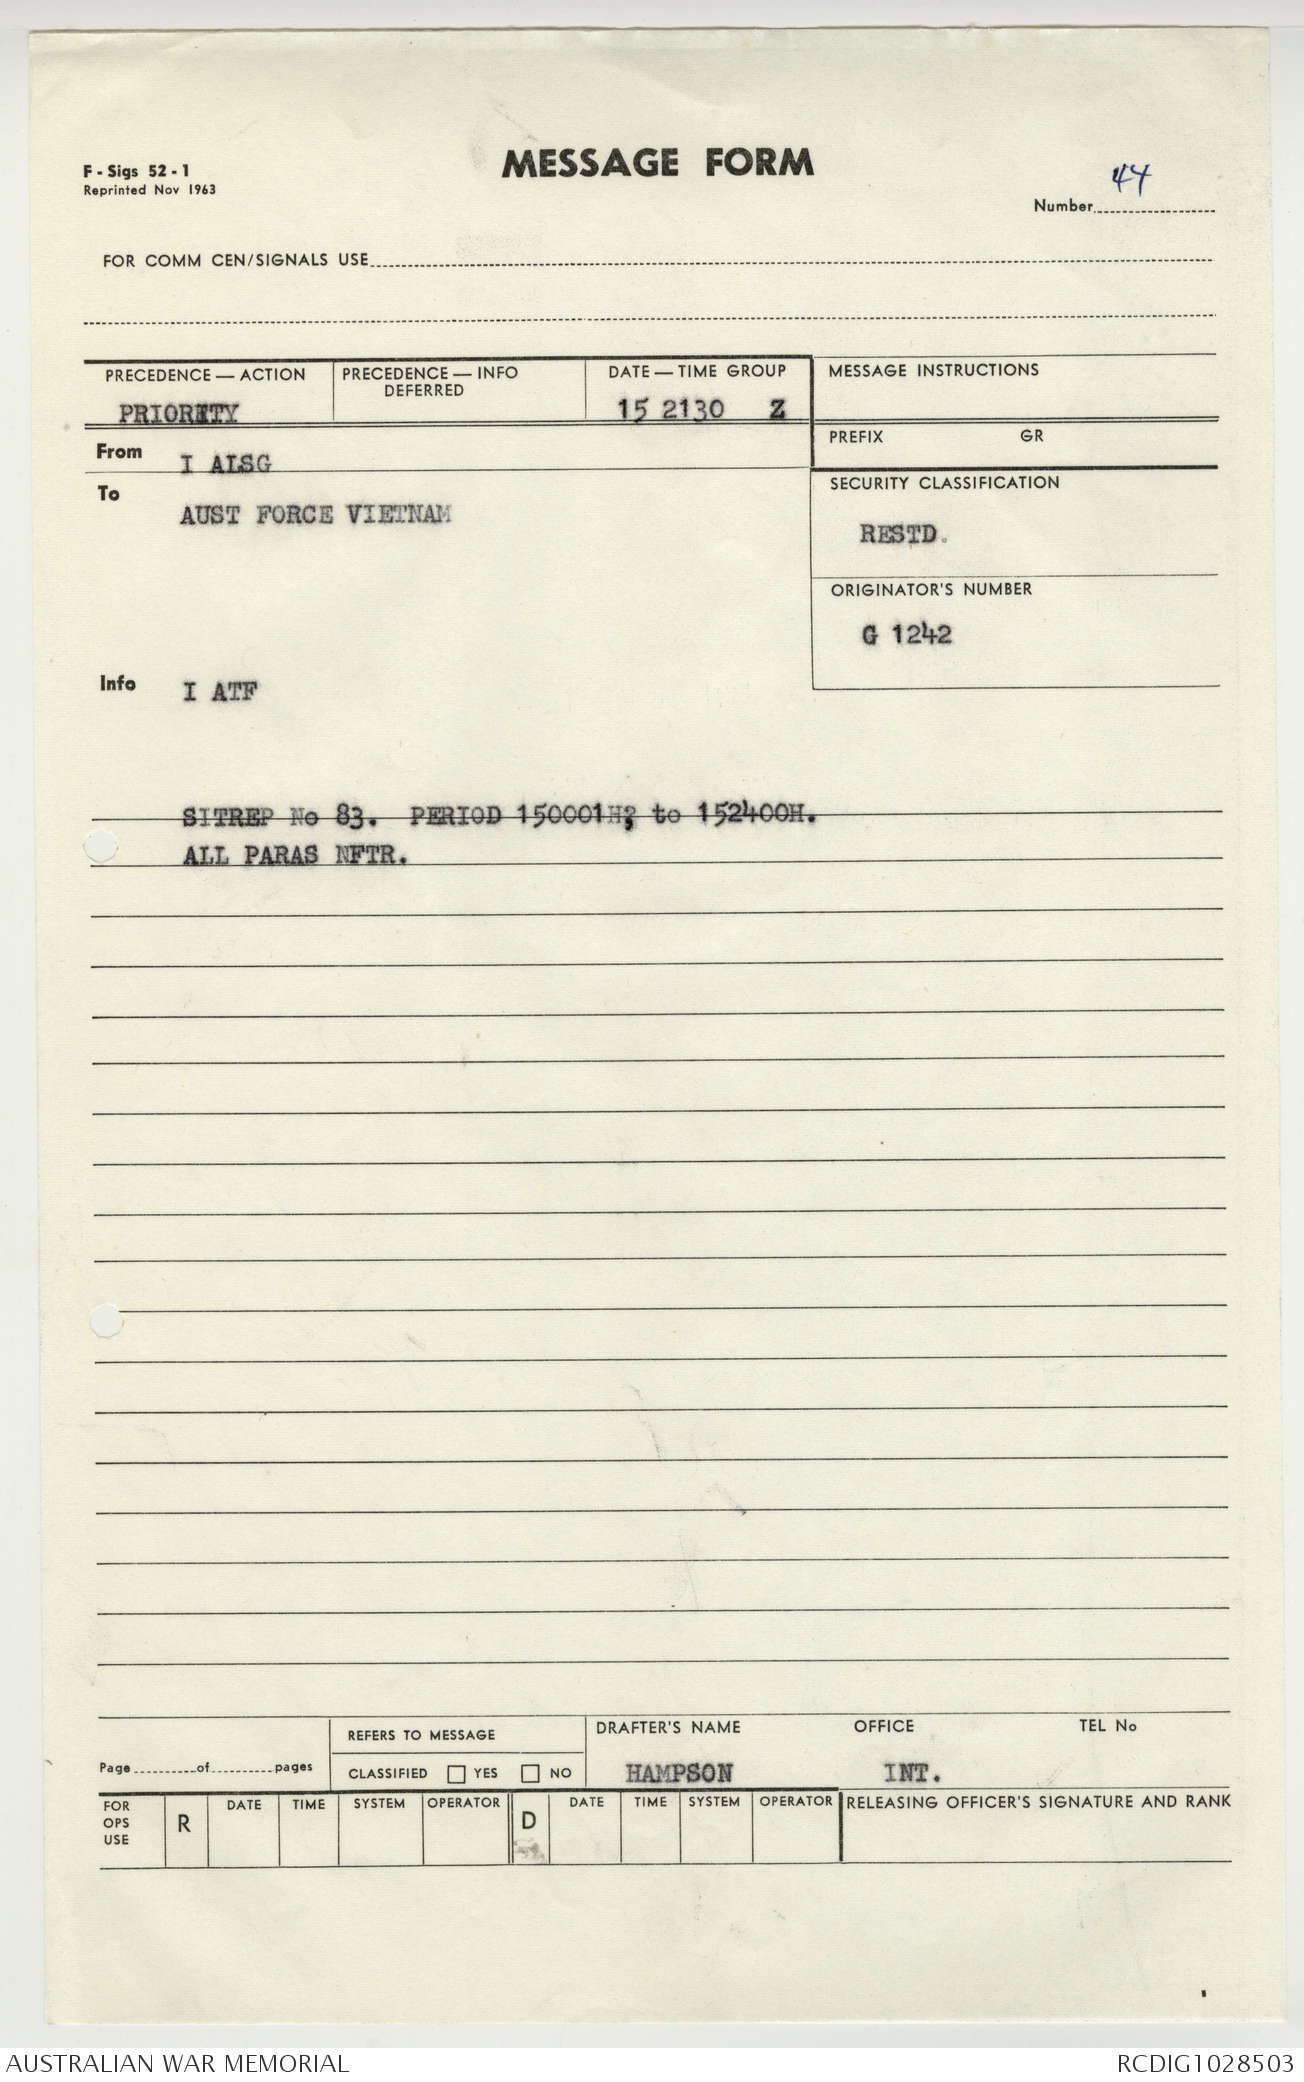 F - Sigs 52 - 1
Reprinted Nov 1963
MESSAGE FORM
Number 44
FOR COMM CEN/SIGNALS USE
PRECEDENCE — ACTION
PRIORITY
PRECEDENCE — INFO
DEFERRED
DATE — TIME GROUP
15 2130 Z
MESSAGE INSTRUCTIONS
PREFIX GR
From I ALSG
To
AUST FORCE VIETNAM
SECURITY CLASSIFICATION
RESTD.
ORIGINATOR'S NUMBER
G 1242
Info I ATF
SITREP No 83. PERIOD 150001H; to 152400H.
ALL PARAS NFTR.
Page of pages
REFERS TO MESSAGE
CLASSIFIED YES NO
DRAFTER'S NAME OFFICE TEL No
HAMPSON INT.
FOR OPS USE
R DATE TIME SYSTEM OPERATOR D DATE TIME SYSTEM OPERATOR RELEASING OFFICER'S SIGNATURE AND RANK
AUSTRALIAN WAR MEMORIAL RCDIG1028503